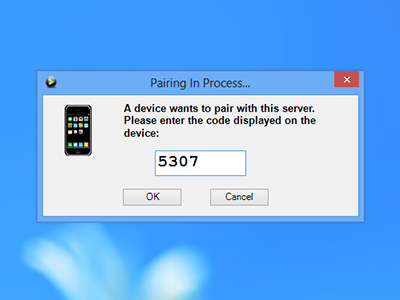 Pairing In Process...
A device wants to pair with this server.
Please enter the code displayed on the
device:
5307
OK Cancel